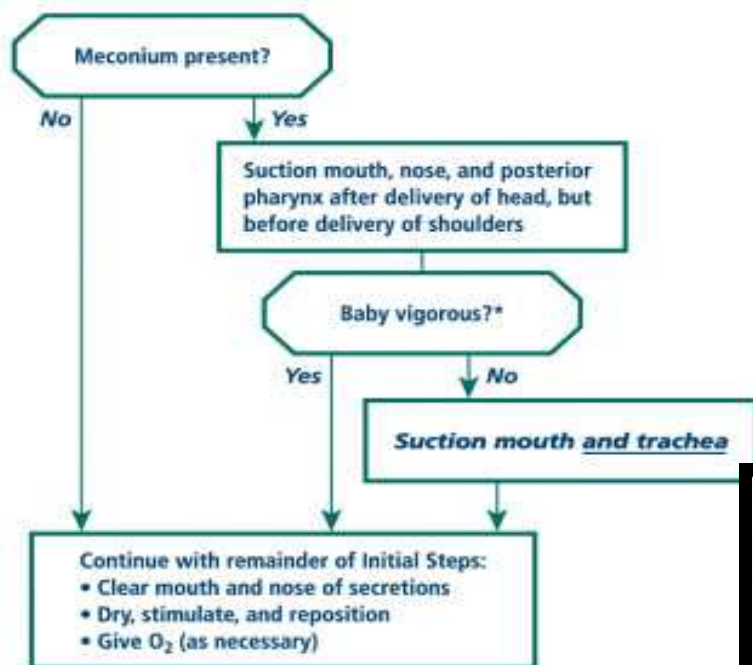 Meconium present?
No
Yes
Suction mouth, nose, and posterior
pharynx after delivery of head, but
before delivery of shoulders
Baby vigorous?*
Yes
No
Suction mouth and trachea
Continue with remainder of Initial Steps:
• Clear mouth and nose of secretions
• Dry, stimulate, and reposition
• Give O₂ (as necessary)